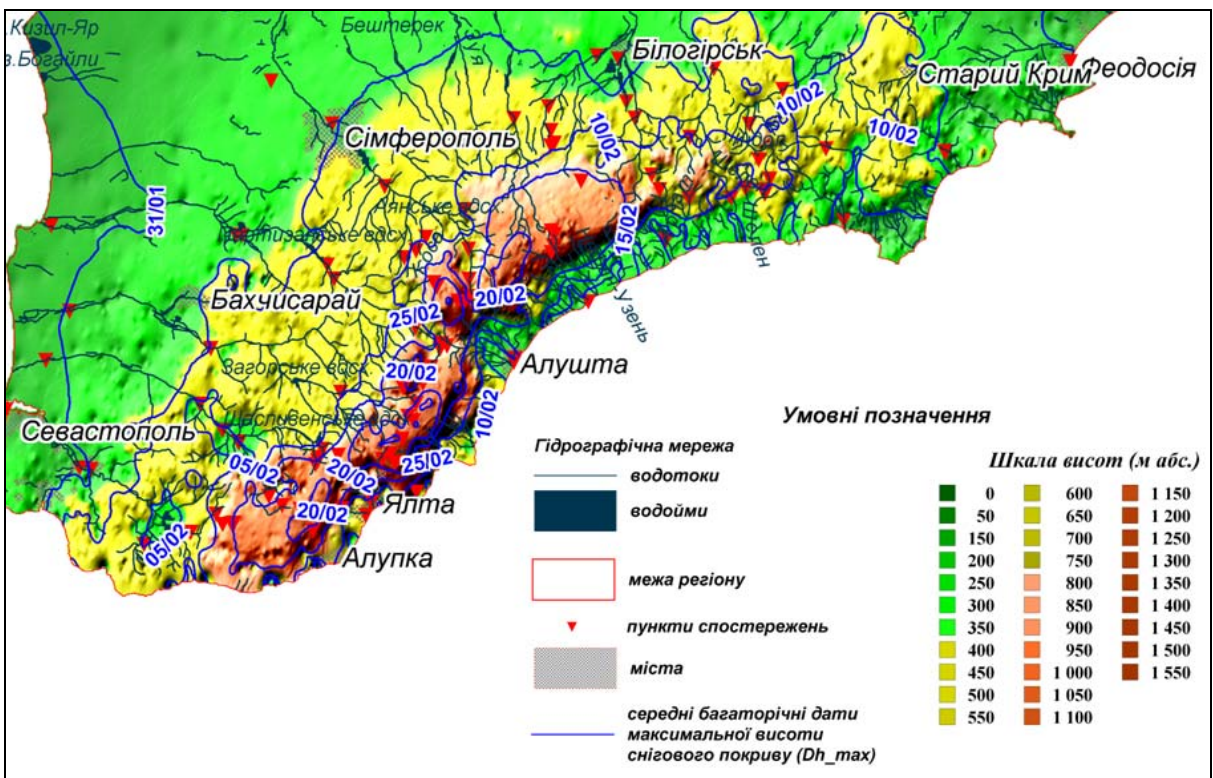 .Кизил-Яр
в.Богайли
Бештерек
Зуя
Білогірськ
Старий Крим
Феодосія
10/02
10/02
10/02
Сімферополь
31/01
Аянське вдсх.
15/02
Партизанське вдсх.
Бахчисарай
20/02
25/02
Узень
Алушта
Загорське вдсх.
20/02
10/02
Щасливенське вдсх.
Севастополь
05/02
20/02
25/02
20/02
Ялта
05/02
Алупка
Умовні позначення
Гідрографічна мережа
водотоки
водойми
межа регіону
пункти спостережень
міста
середні багаторічні дати
максимальної висоти
снігового покриву (Dh_max)
Шкала висот (м абс.)
0 600 1 150
50 650 1 200
150 700 1 250
200 750 1 300
250 800 1 350
300 850 1 400
350 900 1 450
400 950 1 500
450 1 000 1 550
500 1 050
550 1 100